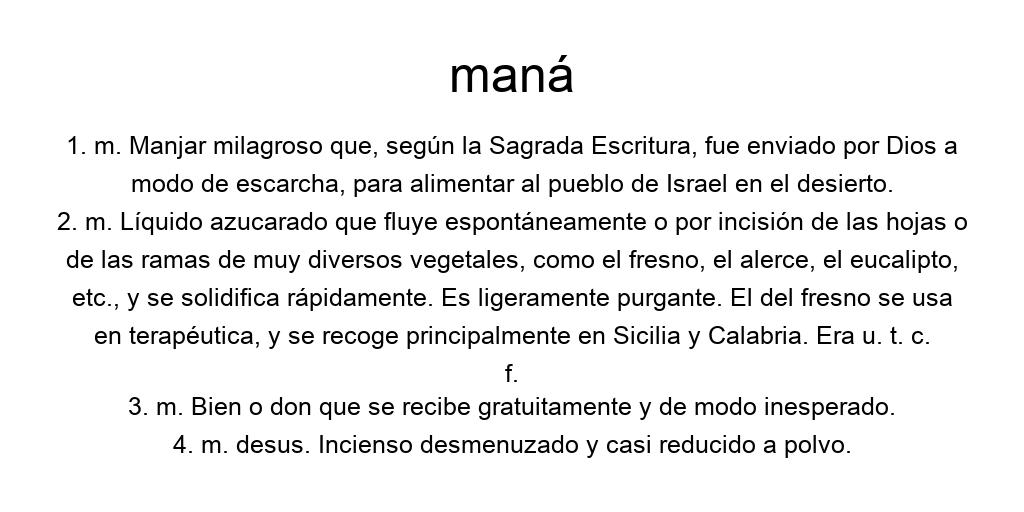 maná
1. m. Manjar milagroso que, según la Sagrada Escritura, fue enviado por Dios a
modo de escarcha, para alimentar al pueblo de Israel en el desierto.
2. m. Líquido azucarado que fluye espontáneamente o por incisión de las hojas o
de las ramas de muy diversos vegetales, como el fresno, el alerce, el eucalipto,
etc., y se solidifica rápidamente. Es ligeramente purgante. El del fresno se usa
en terapéutica, y se recoge principalmente en Sicilia y Calabria. Era u. t. c.
f.
3. m. Bien o don que se recibe gratuitamente y de modo inesperado.
4. m. desus. Incienso desmenuzado y casi reducido a polvo.